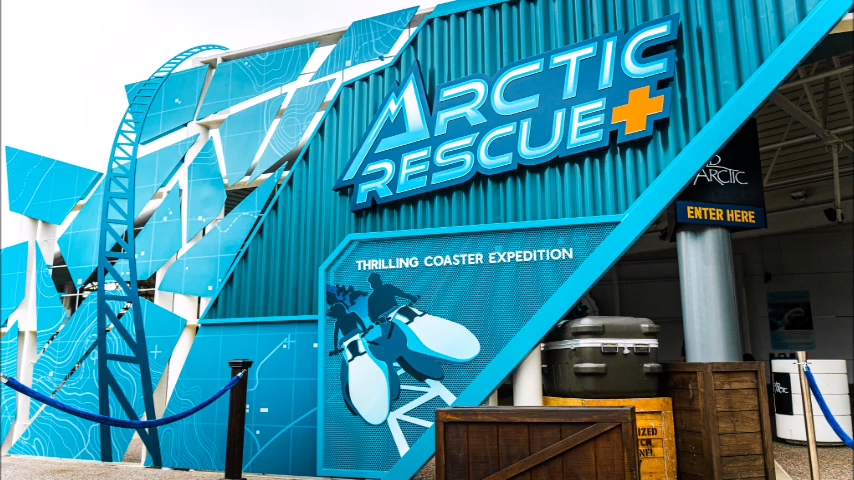 ARCTIC
RESCUE
THRILLING COASTER EXPEDITION
ARCTIC
ENTER HERE